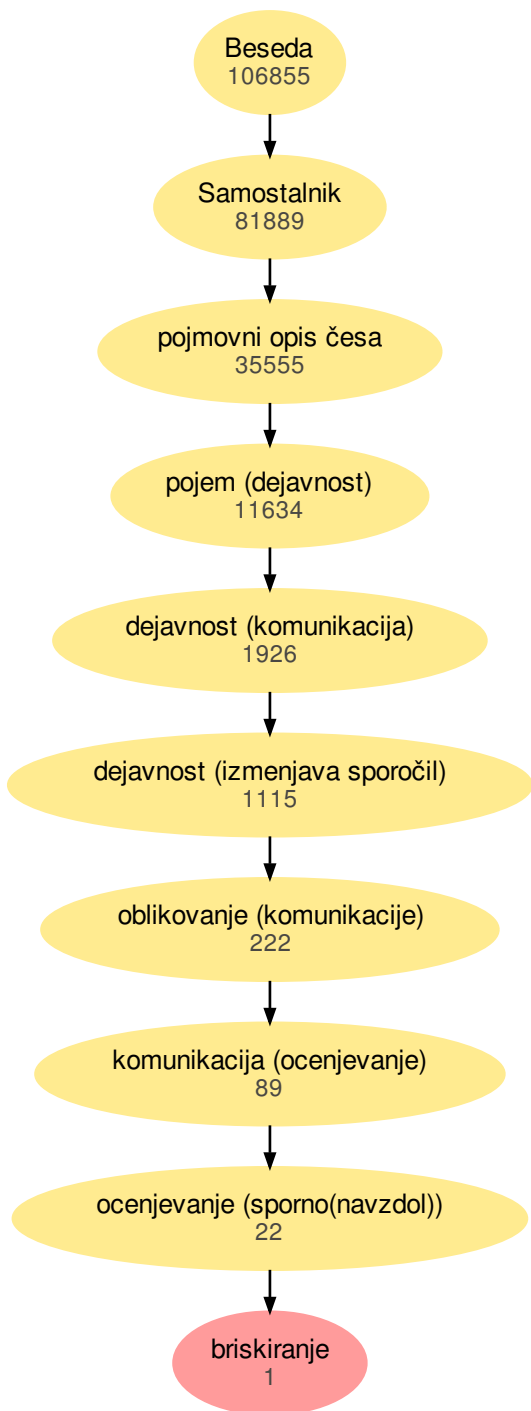 Beseda
106855
Samostalnik
81889
pojmovni opis česa
35555
pojem (dejavnost)
11634
dejavnost (komunikacija)
1926
dejavnost (izmenjava sporočil)
1115
oblikovanje (komunikacije)
222
komunikacija (ocenjevanje)
89
ocenjevanje (sporno(navzdol))
22
briskiranje
1